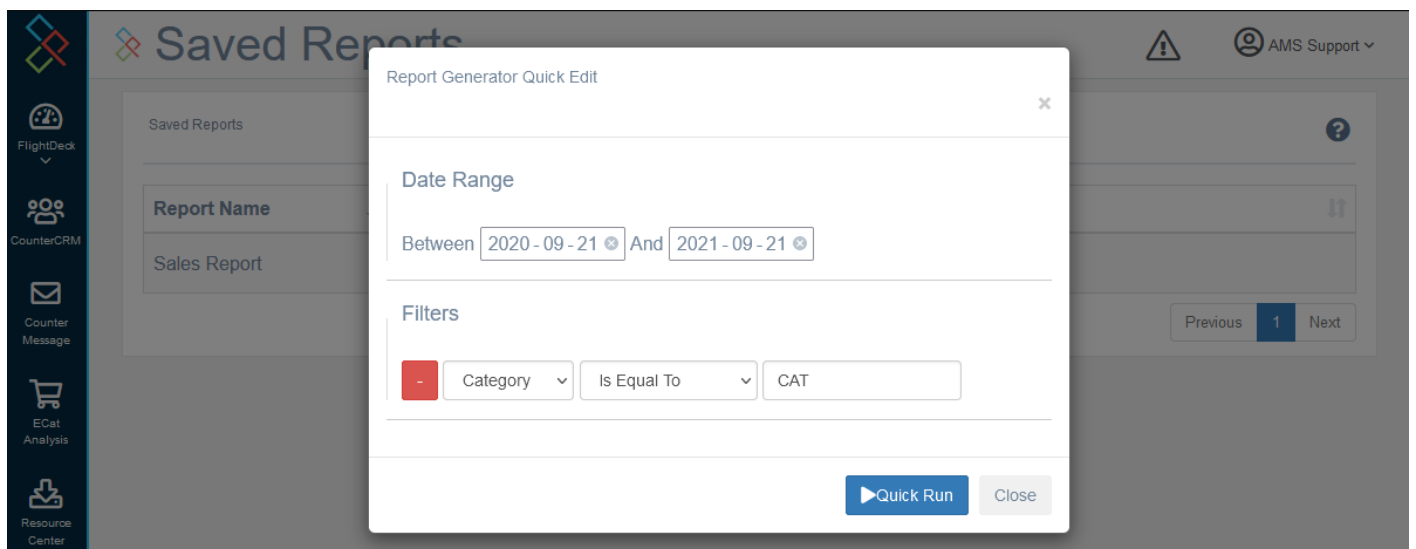 Saved Reports
AMS Support
FlightDeck
CounterCRM
Counter
Message
ECat
Analysis
Resource
Center
Saved Reports
Report Name
Sales Report
Previous 1 Next
Report Generator Quick Edit
×
Date Range
Between 2020-09-21 And 2021-09-21
Filters
- Category Is Equal To CAT
Quick Run Close